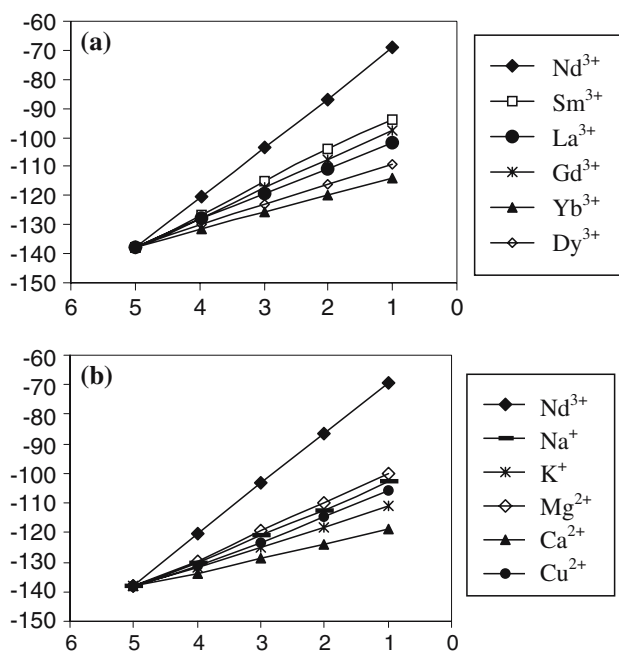 (a)
-60
-70
-80
-90
-100
-110
-120
-130
-140
-150
6 5 4 3 2 1 0
Nd³⁺
Sm³⁺
La³⁺
Gd³⁺
Yb³⁺
Dy³⁺
(b)
-60
-70
-80
-90
-100
-110
-120
-130
-140
-150
6 5 4 3 2 1 0
Nd³⁺
Na⁺
K⁺
Mg²⁺
Ca²⁺
Cu²⁺